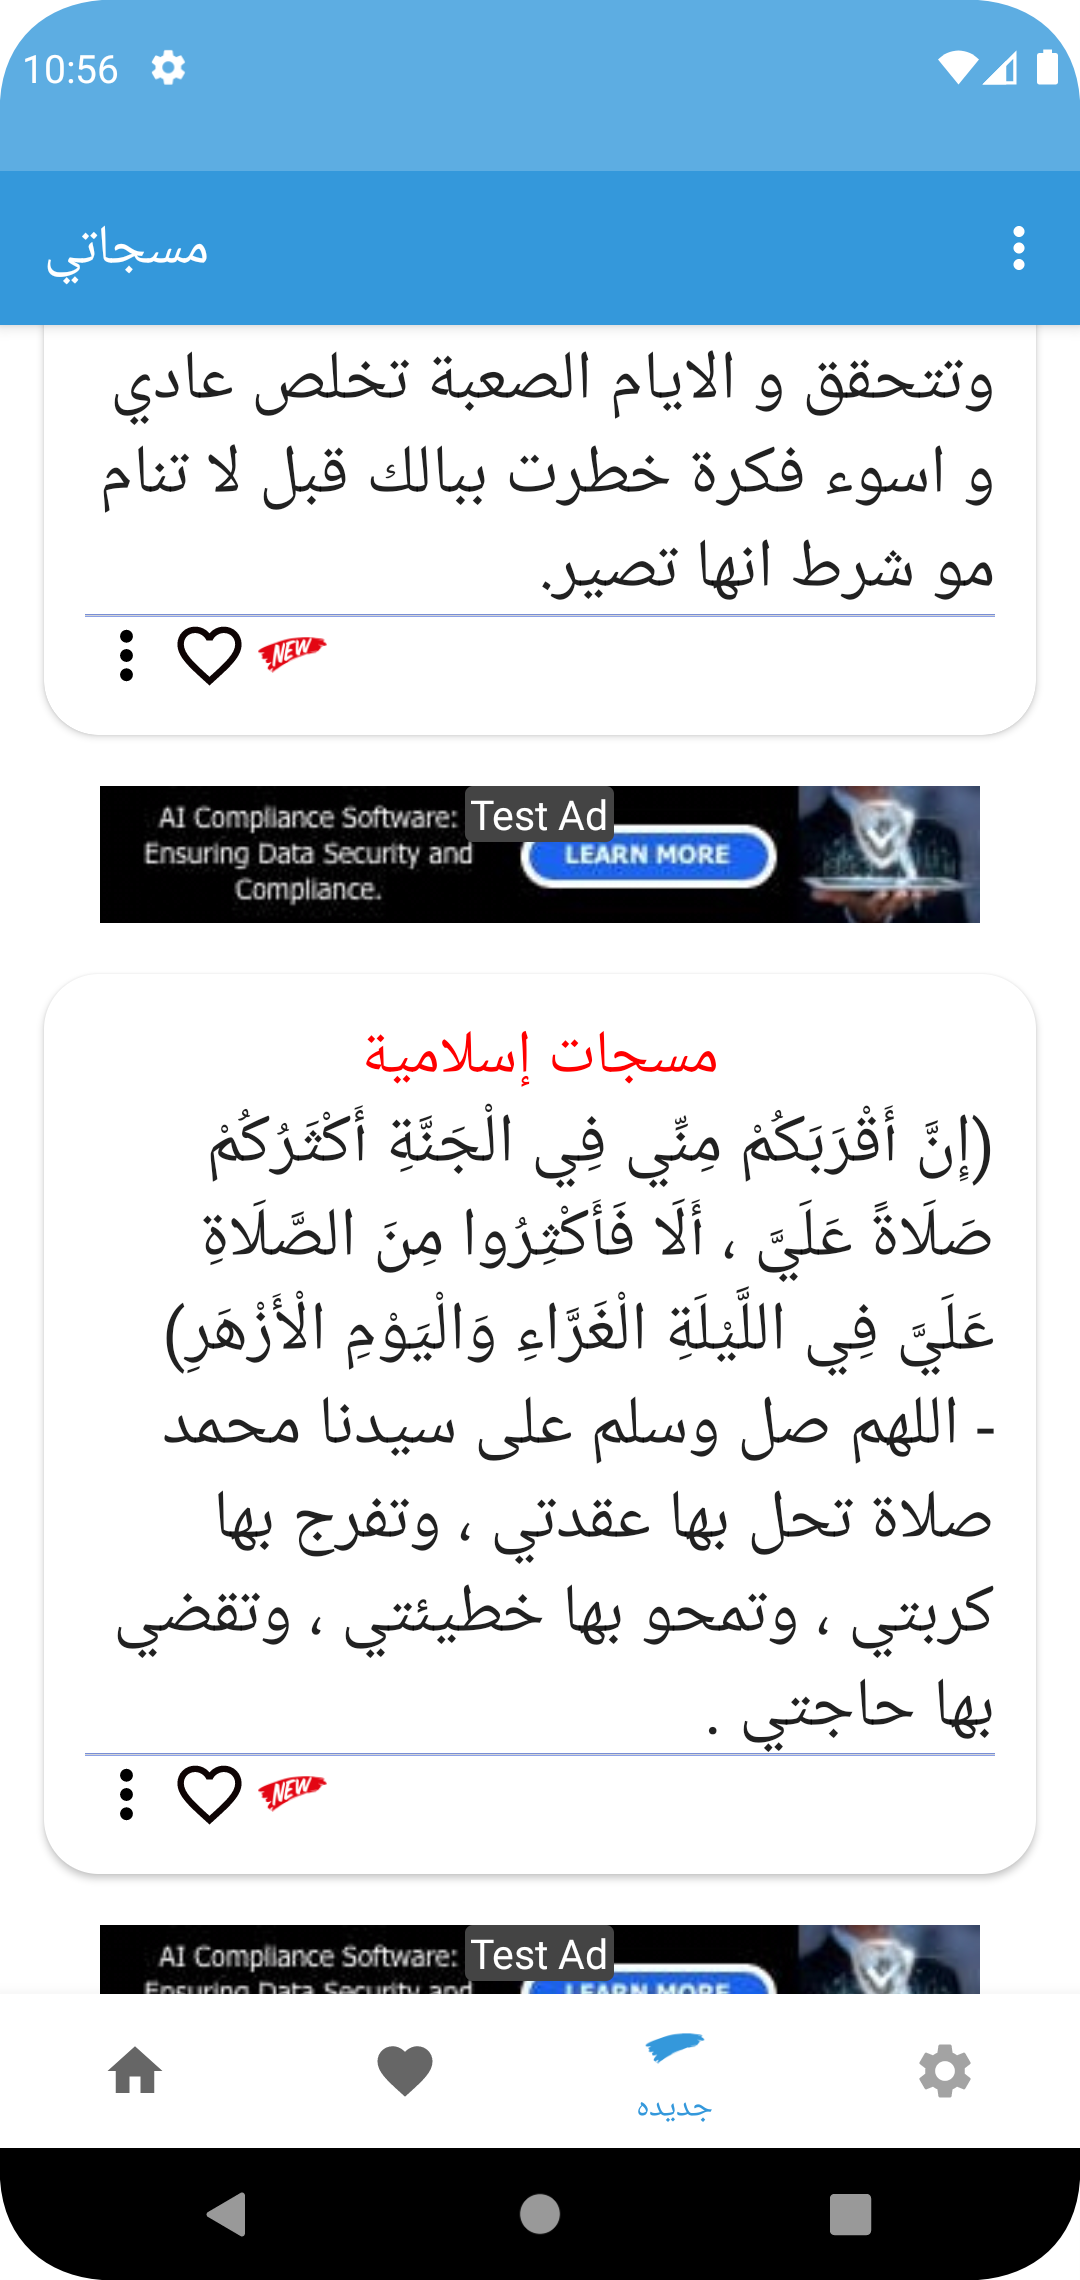 10:56
مسجاتي
وتتحقق و الايام الصعبة تخلص عادي
و اسوء فكرة خطرت ببالك قبل لا تنام
مو شرط انها تصير.
NEW
Test Ad
AI Compliance Software:
Ensuring Data Security and
Compliance.
LEARN MORE
مسجات إسلامية
(إِنَّ أَقْرَبَكُمْ مِنِّي فِي الْجَنَّةِ أَكْثَرُكُمْ
صَلَاةً عَلَيَّ ، أَلَا فَأَكْثِرُوا مِنَ الصَّلَاةِ
عَلَيَّ فِي اللَّيْلَةِ الْغَرَّاءِ وَالْيَوْمِ الْأَزْهَرِ)
- اللهم صل وسلم على سيدنا محمد
صلاة تحل بها عقدتي ، وتفرج بها
كربتي ، وتمحو بها خطيئتي ، وتقضي
بها حاجتي .
NEW
Test Ad
AI Compliance Software:
Ensuring Data Security and
LEARN MORE
جديده